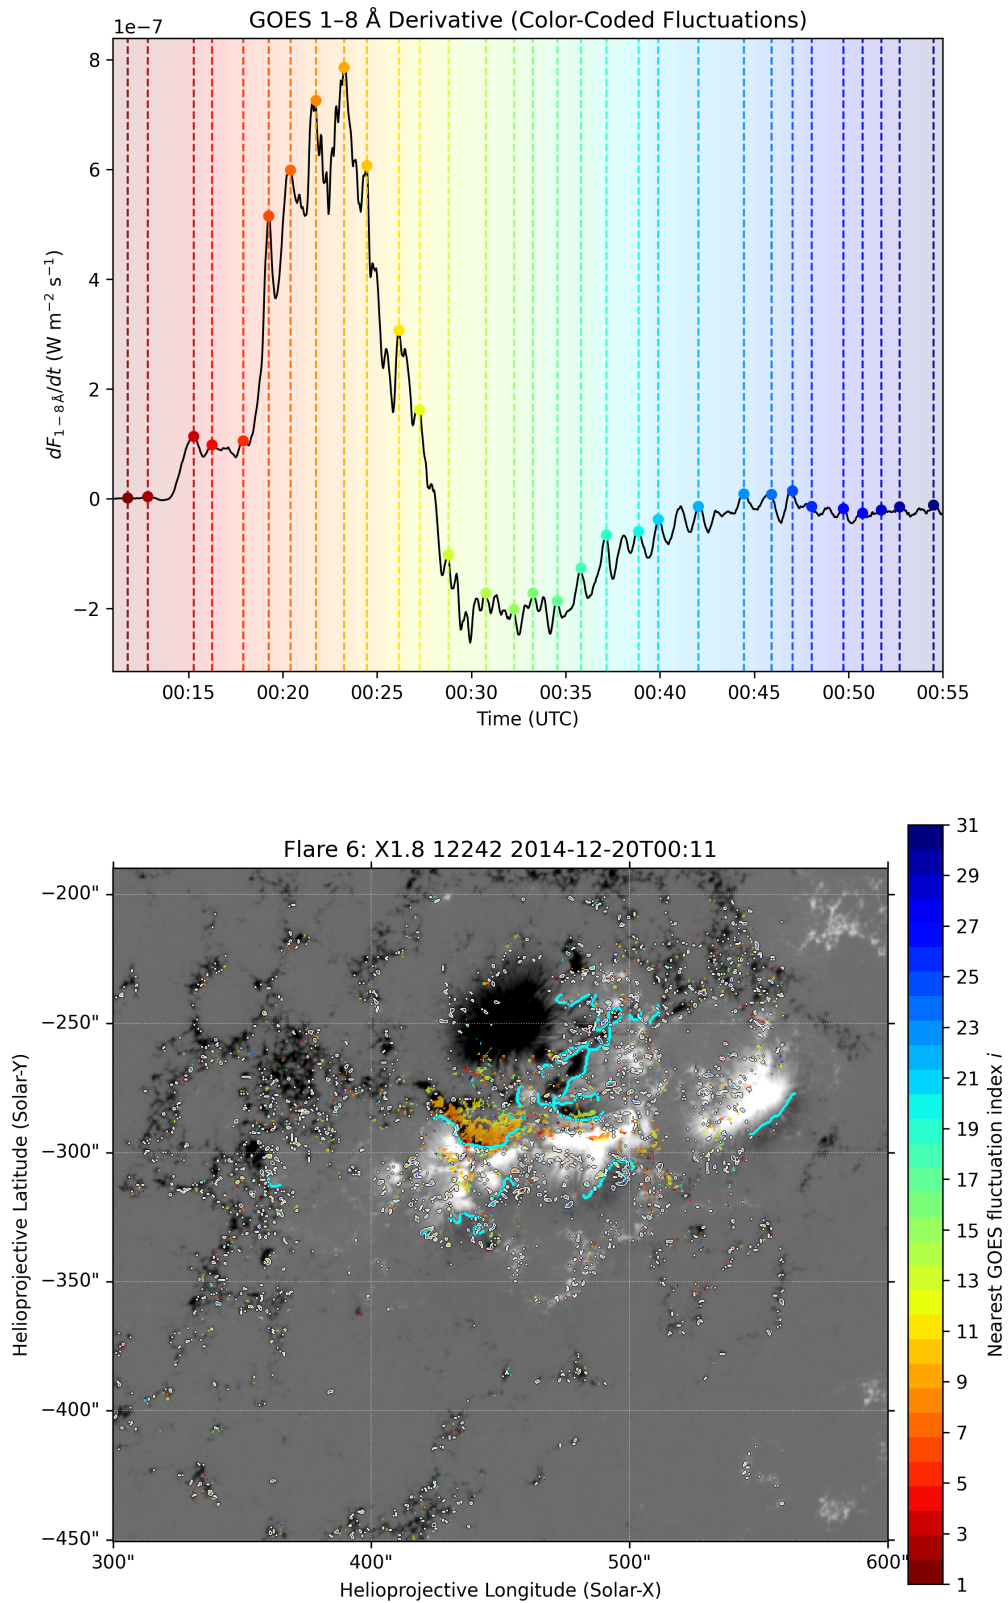 GOES 1–8 Å Derivative (Color-Coded Fluctuations)
1e−7
8
6
4
2
0
−2
dF₁₋₈Å/dt (W m⁻² s⁻¹)
00:15 00:20 00:25 00:30 00:35 00:40 00:45 00:50 00:55
Time (UTC)
Flare 6: X1.8 12242 2014-12-20T00:11
−200"
−250"
−300"
−350"
−400"
−450"
Helioprojective Latitude (Solar-Y)
300" 400" 500" 600"
Helioprojective Longitude (Solar-X)
31
29
27
25
23
21
19
17
15
13
11
9
7
5
3
1
Nearest GOES fluctuation index i